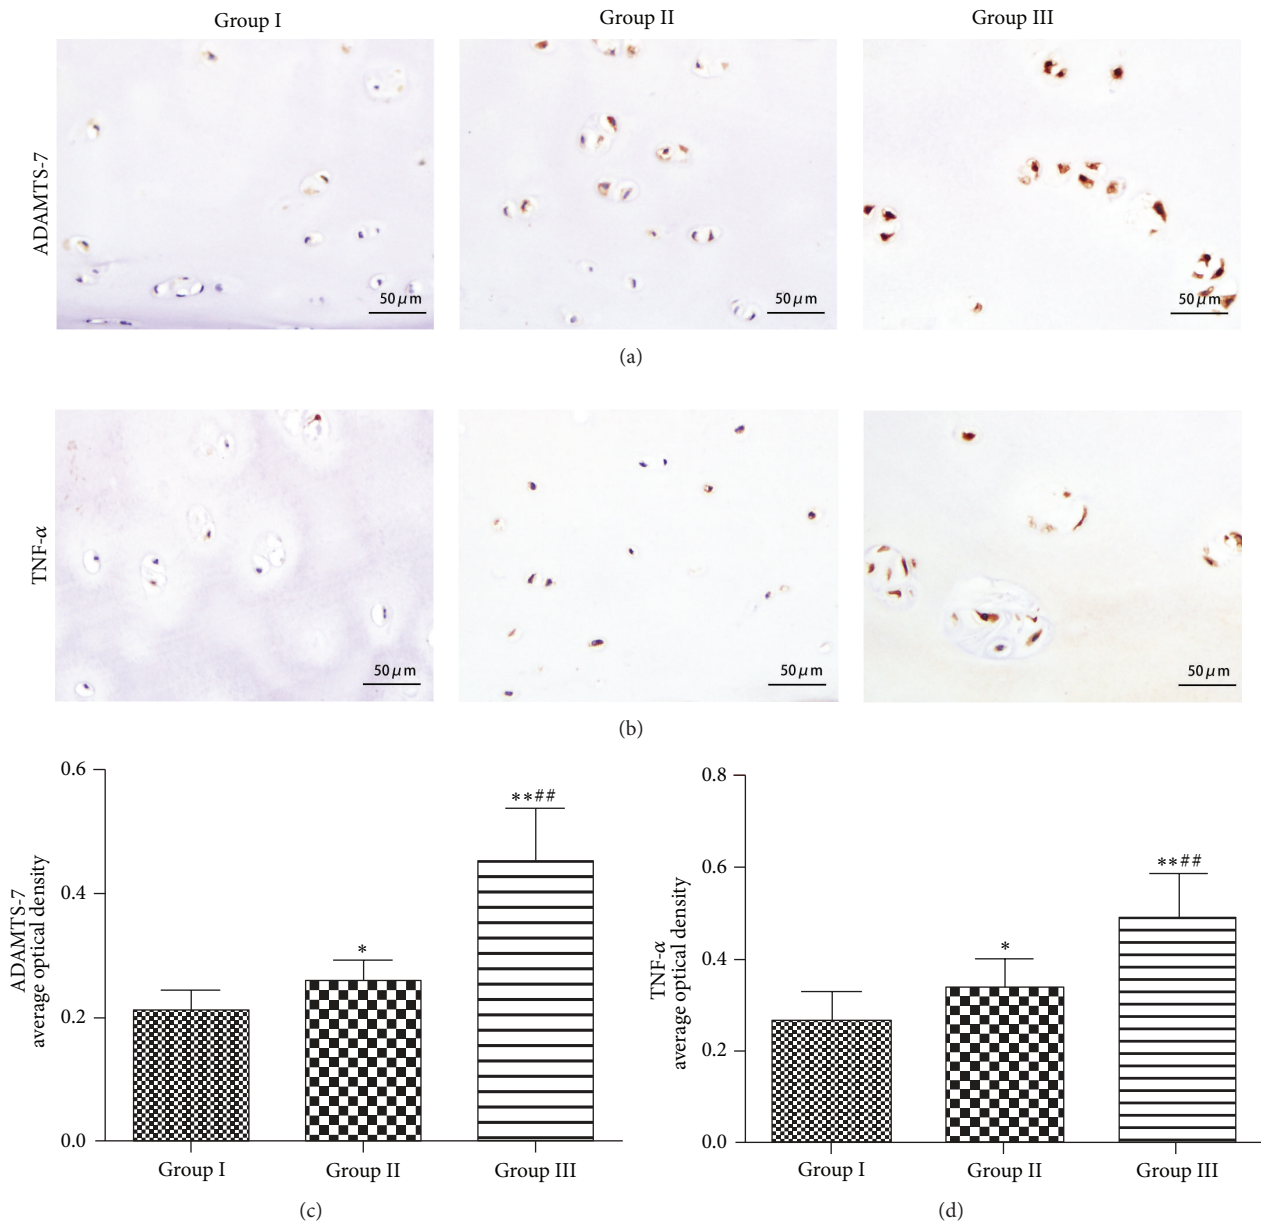 Group I
Group II
Group III
ADAMTS-7
50 μm
50 μm
50 μm
(a)
TNF-α
50 μm
50 μm
50 μm
(b)
ADAMTS-7
average optical density
0.6
0.4
0.2
0.0
*
**##
Group I
Group II
Group III
(c)
TNF-α
average optical density
0.8
0.6
0.4
0.2
0.0
*
**##
Group I
Group II
Group III
(d)